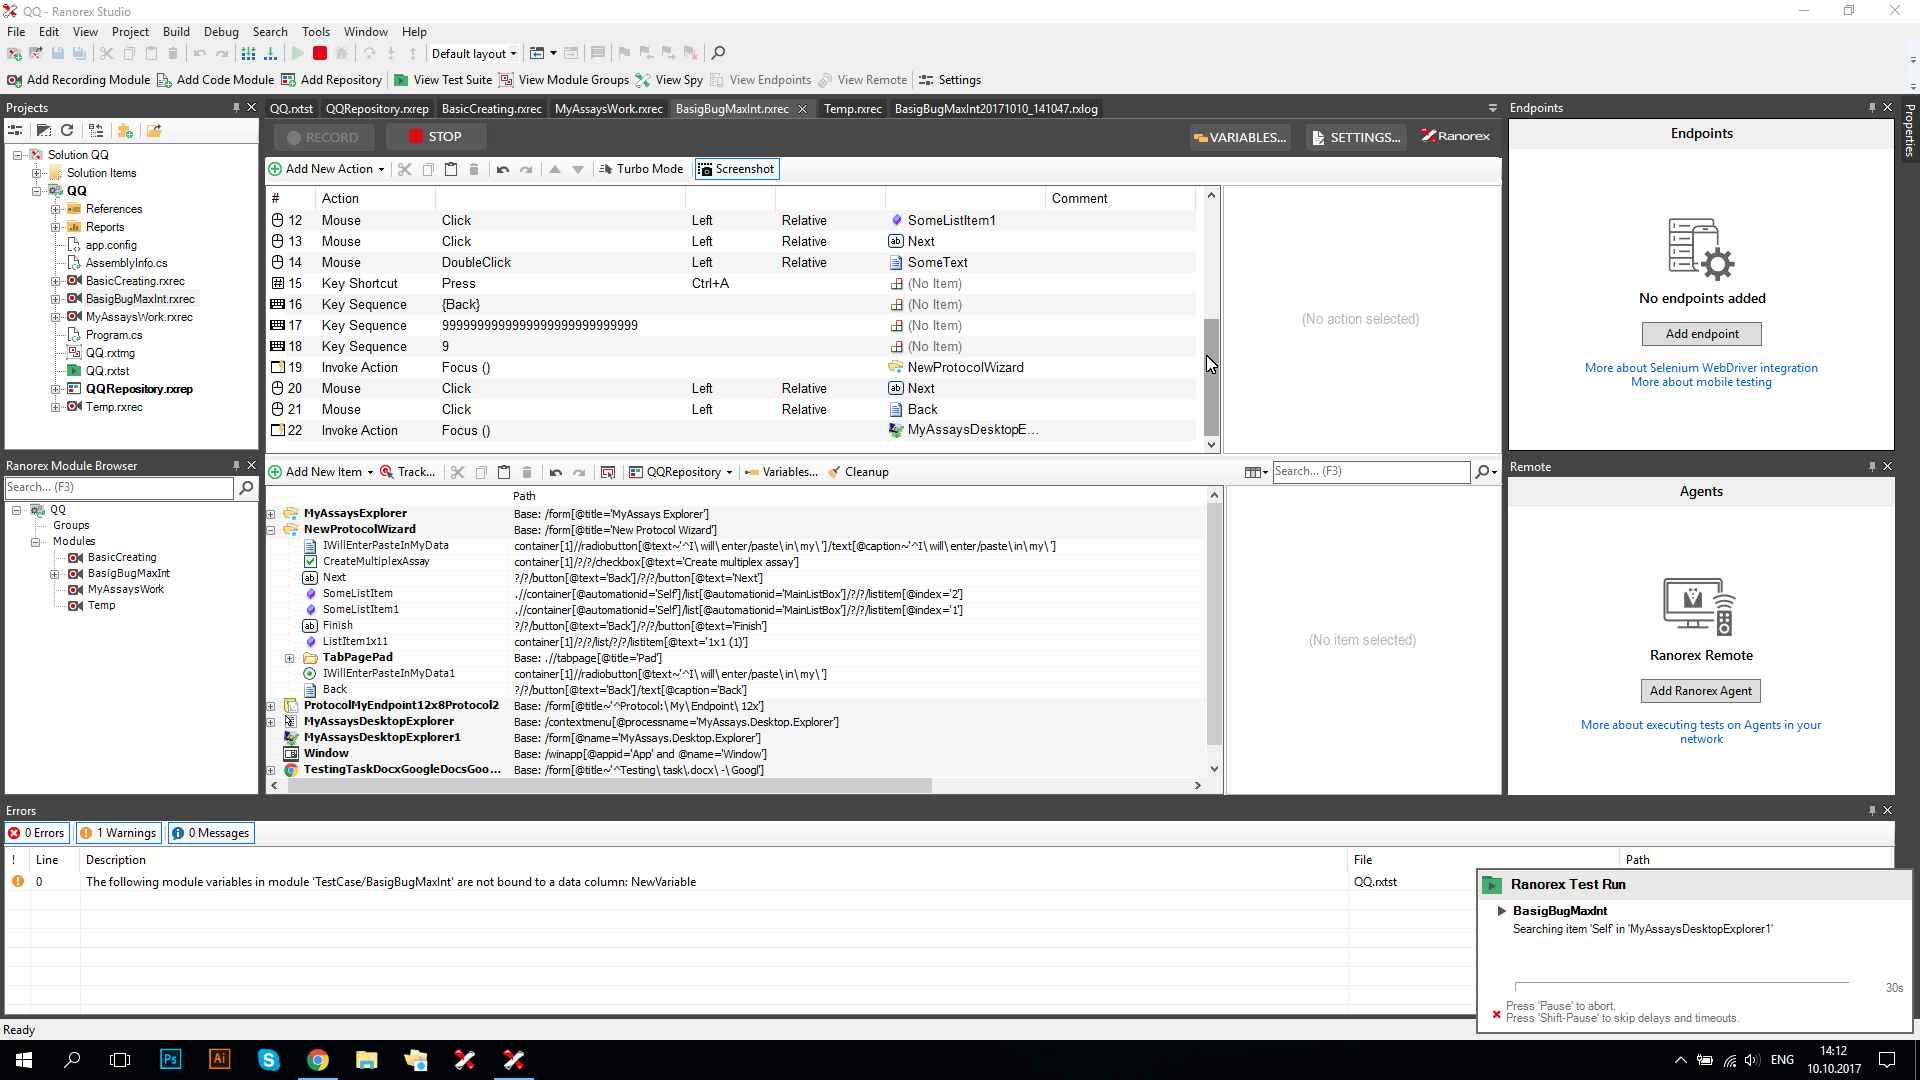 QQ - Ranorex Studio
File Edit View Project Build Debug Search Tools Window Help
Default layout
Add Recording Module Add Code Module Add Repository View Test Suite View Module Groups View Spy View Endpoints View Remote Settings
Projects
QQ.rxtst QQRepository.rxrep BasicCreating.rxrec MyAssaysWork.rxrec BasigBugMaxInt.rxrec Temp.rxrec BasigBugMaxInt20171010_141047.rxlog
Endpoints
Properties
RECORD STOP VARIABLES... SETTINGS... Ranorex
Add New Action Turbo Mode Screenshot
Solution QQ
Solution Items
QQ
References
Reports
app.config
AssemblyInfo.cs
BasicCreating.rxrec
BasigBugMaxInt.rxrec
MyAssaysWork.rxrec
Program.cs
QQ.rxtmg
QQ.rxtst
QQRepository.rxrep
Temp.rxrec
# Action Comment
12 Mouse Click Left Relative SomeListItem1
13 Mouse Click Left Relative Next
14 Mouse DoubleClick Left Relative SomeText
15 Key Shortcut Press Ctrl+A (No Item)
16 Key Sequence {Back} (No Item)
17 Key Sequence (No Item)
18 Key Sequence 9 (No Item)
19 Invoke Action Focus () NewProtocolWizard
20 Mouse Click Left Relative Next
21 Mouse Click Left Relative Back
22 Invoke Action Focus () MyAssaysDesktopE...
(No action selected)
Endpoints
No endpoints added
Add endpoint
More about Selenium WebDriver integration
More about mobile testing
Ranorex Module Browser
Search... (F3)
QQ
Groups
Modules
BasicCreating
BasigBugMaxInt
MyAssaysWork
Temp
Add New Item Track... QQRepository Variables... Cleanup Search... (F3)
Path
MyAssaysExplorer Base: /form[@title='MyAssays Explorer']
NewProtocolWizard Base: /form[@title='New Protocol Wizard']
IWillEnterPasteInMyData container[1]//radiobutton[@text~'^I\ will\ enter/paste\ in\ my\ ']/text[@caption~'^I\ will\ enter/paste\ in\ my\ ']
CreateMultiplexAssay container[1]/?/?/checkbox[@text='Create multiplex assay']
Next ?/?/button[@text='Back']/?/?/button[@text='Next']
SomeListItem .//container[@automationid='Self']/list[@automationid='MainListBox']/?/?/listitem[@index='2']
SomeListItem1 .//container[@automationid='Self']/list[@automationid='MainListBox']/?/?/listitem[@index='1']
Finish ?/?/button[@text='Back']/?/?/button[@text='Finish']
ListItem1x11 container[1]/?/?/list/?/?/listitem[@text='1x1 (1)']
TabPagePad Base: .//tabpage[@title='Pad']
IWillEnterPasteInMyData1 container[1]//radiobutton[@text~'^I\ will\ enter/paste\ in\ my\ ']
Back ?/?/button[@text='Back']/text[@caption='Back']
ProtocolMyEndpoint12x8Protocol2 Base: /form[@title~'^Protocol:\ My\ Endpoint\ 12x']
MyAssaysDesktopExplorer Base: /contextmenu[@processname='MyAssays.Desktop.Explorer']
MyAssaysDesktopExplorer1 Base: /form[@name='MyAssays.Desktop.Explorer']
Window Base: /winapp[@appid='App' and @name='Window']
TestingTaskDocxGoogleDocsGoo... Base: /form[@title~'^Testing\ task\.docx\ -\ Googl']
(No item selected)
Remote
Agents
Ranorex Remote
Add Ranorex Agent
More about executing tests on Agents in your
network
Errors
0 Errors 1 Warnings 0 Messages
! Line Description File Path
0 The following module variables in module 'TestCase/BasigBugMaxInt' are not bound to a data column: NewVariable QQ.rxtst
Ranorex Test Run
BasigBugMaxInt
Searching item 'Self' in 'MyAssaysDesktopExplorer1'
30s
Press 'Pause' to abort.
Press 'Shift-Pause' to skip delays and timeouts.
Ready
Ps Ai
ENG
14:12
10.10.2017